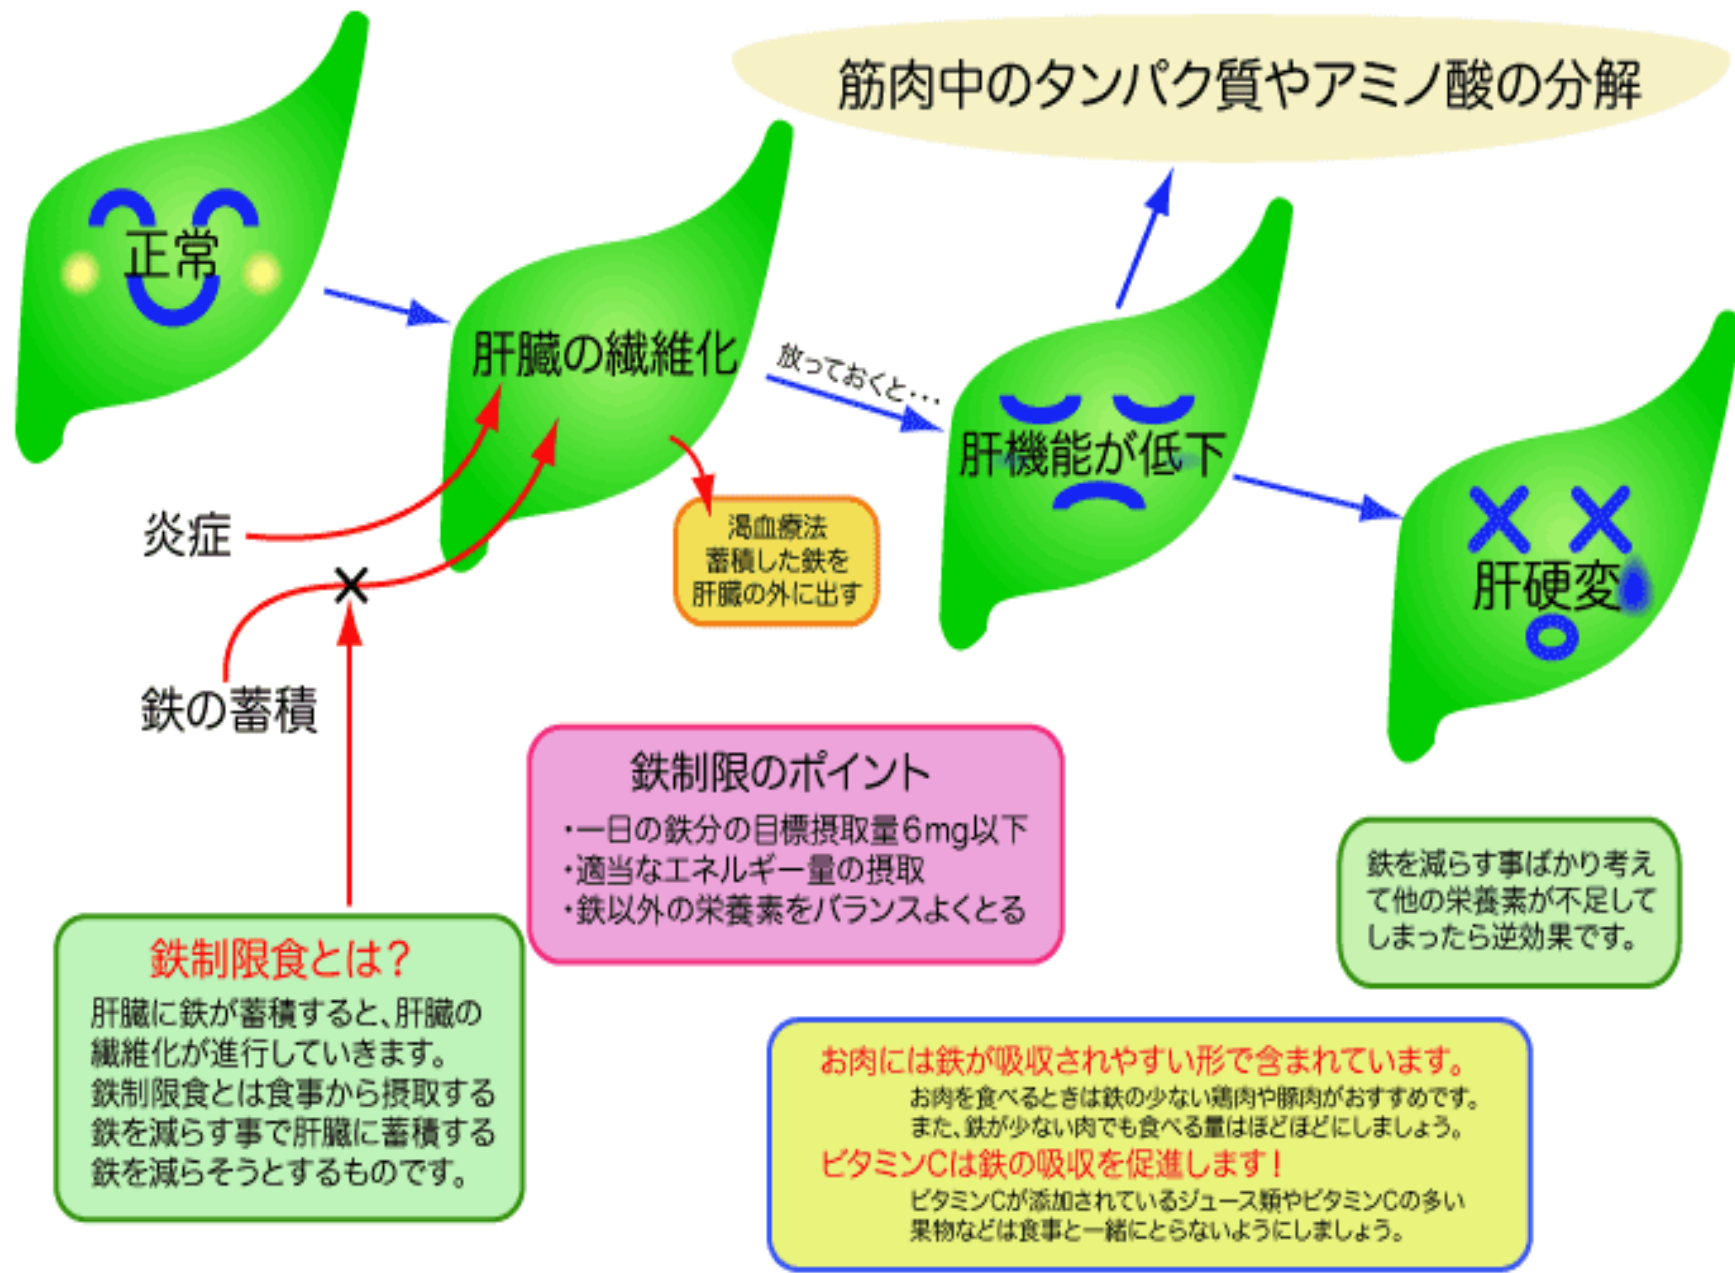 筋肉中のタンパク質やアミノ酸の分解
正常
肝臓の繊維化
放っておくと・・・
肝機能が低下
肝硬変
炎症
鉄の蓄積
渇血療法
蓄積した鉄を
肝臓の外に出す
鉄制限のポイント
・一日の鉄分の目標摂取量6mg以下
・適当なエネルギー量の摂取
・鉄以外の栄養素をバランスよくとる
鉄を減らす事ばかり考え
て他の栄養素が不足して
しまったら逆効果です。
鉄制限食とは?
肝臓に鉄が蓄積すると、肝臓の
繊維化が進行していきます。
鉄制限食とは食事から摂取する
鉄を減らす事で肝臓に蓄積する
鉄を減らそうとするものです。
お肉には鉄が吸収されやすい形で含まれています。
お肉を食べるときは鉄の少ない鶏肉や豚肉がおすすめです。
また、鉄が少ない肉でも食べる量はほどほどにしましょう。
ビタミンCは鉄の吸収を促進します!
ビタミンCが添加されているジュース類やビタミンCの多い
果物などは食事と一緒にとらないようにしましょう。